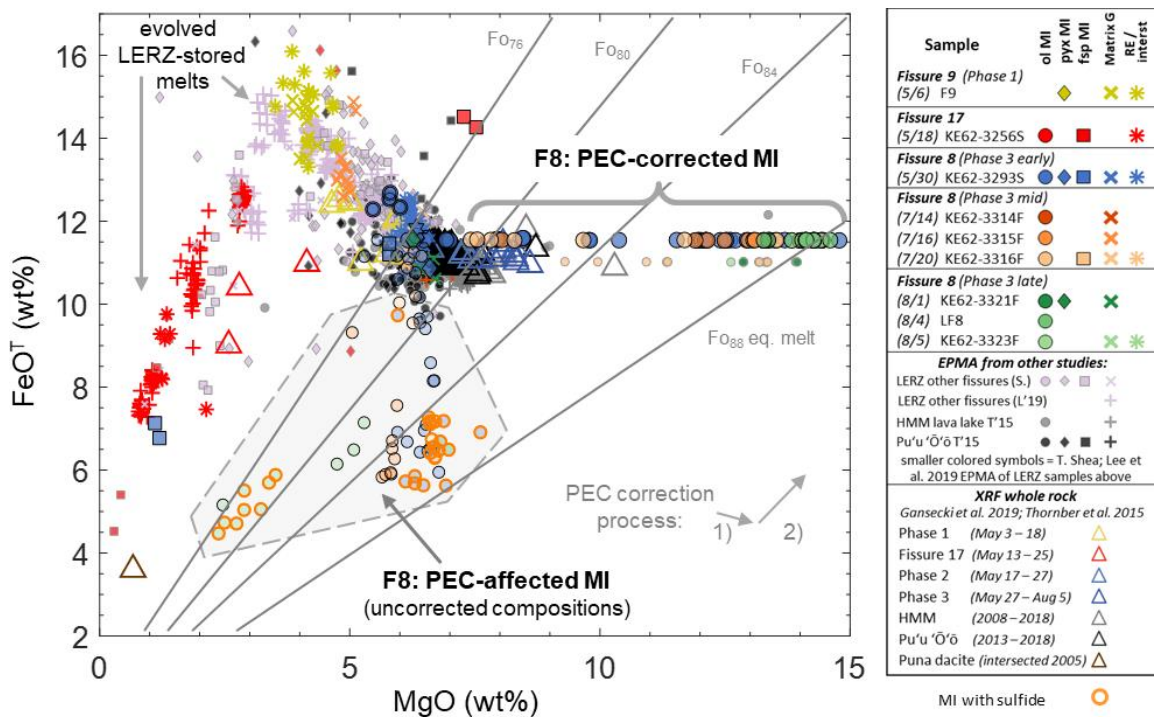 16
14
12
10
8
6
4
2
FeOᵀ (wt%)
0
5
10
15
MgO (wt%)
evolved
LERZ-stored
melts
Fo₇₆
Fo₈₀
Fo₈₄
F8: PEC-corrected MI
Fo₈₈ eq. melt
PEC correction
process: 1) 2)
F8: PEC-affected MI
(uncorrected compositions)
Sample
ol MI
pyx MI
fsp MI
Matrix G
RE / interst
Fissure 9 (Phase 1)
(5/6) F9
Fissure 17
(5/18) KE62-3256S
Fissure 8 (Phase 3 early)
(5/30) KE62-3293S
Fissure 8 (Phase 3 mid)
(7/14) KE62-3314F
(7/16) KE62-3315F
(7/20) KE62-3316F
Fissure 8 (Phase 3 late)
(8/1) KE62-3321F
(8/4) LF8
(8/5) KE62-3323F
EPMA from other studies:
LERZ other fissures (S.)
LERZ other fissures (L'19)
HMM lava lake T'15
Pu'u 'Ō'ō T'15
smaller colored symbols = T. Shea; Lee et
al. 2019 EPMA of LERZ samples above
XRF whole rock
Gansecki et al. 2019; Thornber et al. 2015
Phase 1 (May 3 – 18)
Fissure 17 (May 13 – 25)
Phase 2 (May 17 – 27)
Phase 3 (May 27 – Aug 5)
HMM (2008 – 2018)
Pu'u 'Ō'ō (2013 – 2018)
Puna dacite (intersected 2005)
MI with sulfide